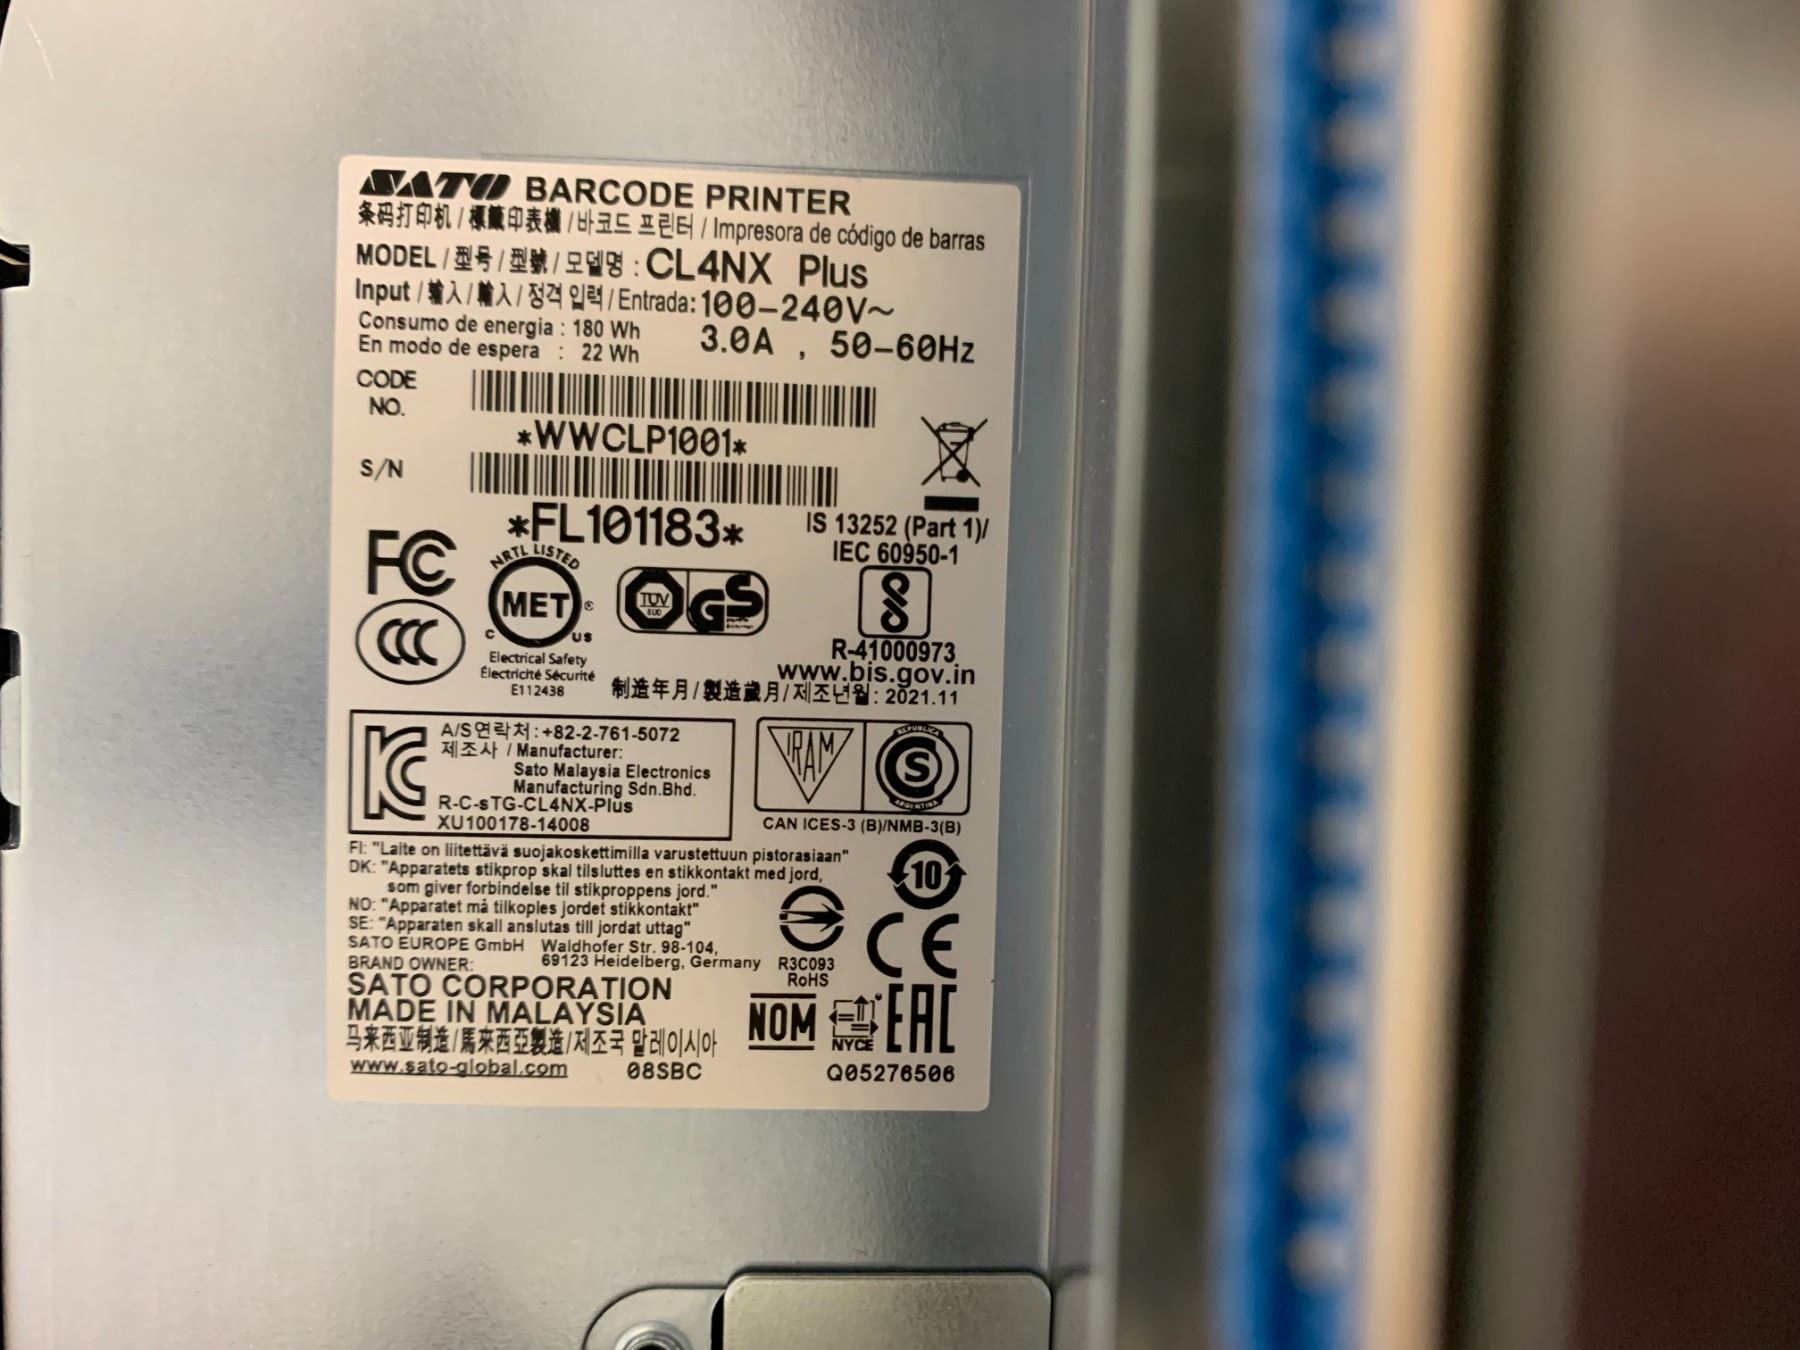 SATO BARCODE PRINTER
条码打印机 / 標籤印表機 / 바코드 프린터 / Impresora de código de barras
MODEL / 型号 / 型號 / 모델명 : CL4NX Plus
Input / 输入 / 輸入 / 정격 입력 / Entrada: 100-240V~
Consumo de energia : 180 Wh
3.0A , 50-60Hz
En modo de espera : 22 Wh
CODE NO.
*WWCLP1001*
S/N
*FL101183*
IS 13252 (Part 1)/
IEC 60950-1
FC
NRTL LISTED
MET ®
C US
Electrical Safety
Électricité Sécurité
E112438
TÜV
SÜD
GS
R-41000973
www.bis.gov.in
CCC
制造年月 / 製造歲月 / 제조년월 : 2021.11
KC
A/S연락처 : +82-2-761-5072
제조사 / Manufacturer:
Sato Malaysia Electronics
Manufacturing Sdn.Bhd.
R-C-sTG-CL4NX-Plus
XU100178-14008
IRAM
REPUBLICA
S
ARGENTINA
CAN ICES-3 (B)/NMB-3(B)
FI: "Laite on liitettävä suojakoskettimilla varustettuun pistorasiaan"
DK: "Apparatets stikprop skal tilsluttes en stikkontakt med jord,
som giver forbindelse til stikproppens jord."
NO: "Apparatet må tilkoples jordet stikkontakt"
SE: "Apparaten skall anslutas till jordat uttag"
SATO EUROPE GmbH Waldhofer Str. 98-104,
69123 Heidelberg, Germany
10
CE
R3C093
RoHS
BRAND OWNER:
SATO CORPORATION
MADE IN MALAYSIA
马来西亚制造 / 馬來西亞製造 / 제조국 말레이시아
www.sato-global.com
08SBC
NOM
NYCE
EAC
Q05276506